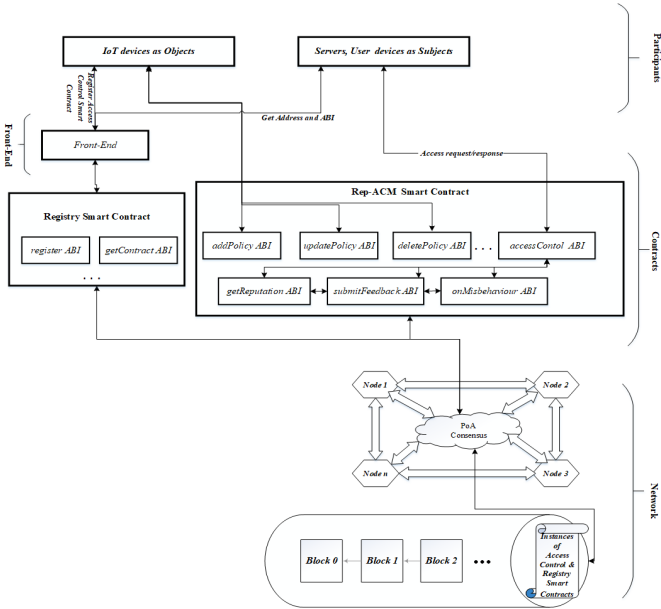 IoT devices as Objects
Servers, User devices as Subjects
Participants
Register Access
Control Smart
Contract
Get Address and ABI
Front-End
Front-End
Access request/response
Rep-ACM Smart Contract
Registry Smart Contract
register ABI
getContract ABI
. . .
addPolicy ABI
updatePolicy ABI
deletePolicy ABI
. . .
accessContol ABI
getReputation ABI
submitFeedback ABI
onMisbehaviour ABI
Contracts
Node 1
Node 2
PoA
Consensus
Node n
Node 3
Network
Block 0
Block 1
Block 2
...
Instances
of
Access
Control &
Registry
Smart
Contracts